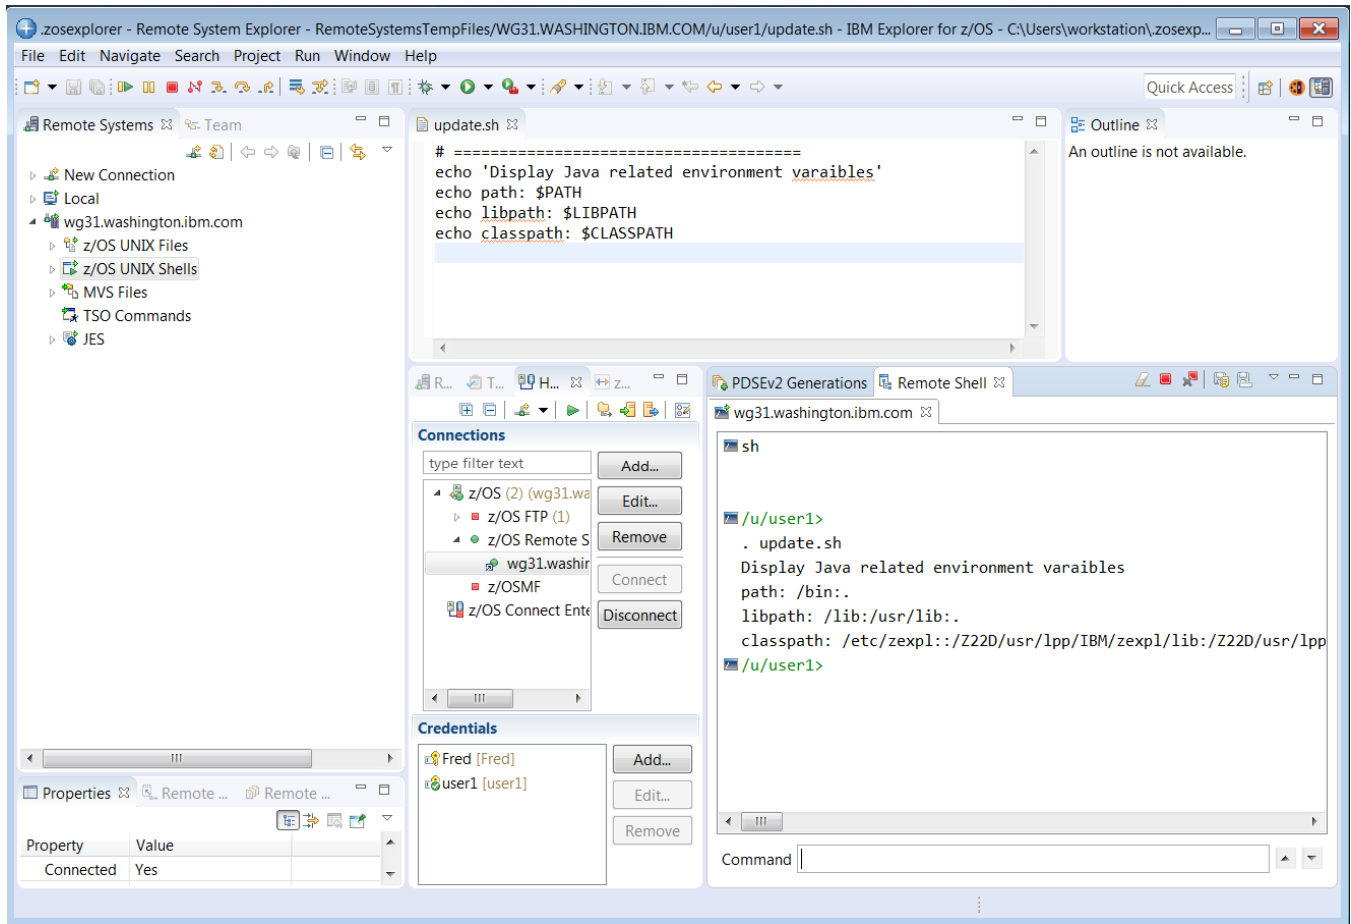 .zosexplorer - Remote System Explorer - RemoteSystemsTempFiles/WG31.WASHINGTON.IBM.COM/u/user1/update.sh - IBM Explorer for z/OS - C:\Users\workstation\.zosexp...
File Edit Navigate Search Project Run Window Help
Quick Access
Remote Systems Team
New Connection
Local
wg31.washington.ibm.com
z/OS UNIX Files
z/OS UNIX Shells
MVS Files
TSO Commands
JES
update.sh
# ======================================
echo 'Display Java related environment varaibles'
echo path: $PATH
echo libpath: $LIBPATH
echo classpath: $CLASSPATH
Outline
An outline is not available.
R... T... H... z...
Connections
type filter text
Add...
Edit...
Remove
Connect
Disconnect
z/OS (2) (wg31.wa
z/OS FTP (1)
z/OS Remote S
wg31.washir
z/OSMF
z/OS Connect Ente
Credentials
Fred [Fred]
user1 [user1]
Add...
Edit...
Remove
PDSEv2 Generations Remote Shell
wg31.washington.ibm.com
sh
/u/user1>
. update.sh
Display Java related environment varaibles
path: /bin:.
libpath: /lib:/usr/lib:.
classpath: /etc/zexpl::/Z22D/usr/lpp/IBM/zexpl/lib:/Z22D/usr/lpp
/u/user1>
Command
Properties Remote ... Remote ...
Property Value
Connected Yes